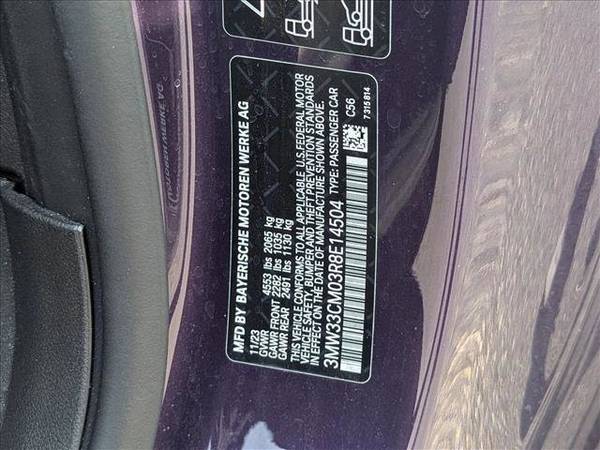 MFD BY BAYERISCHE MOTOREN WERKE AG
11/23
GVWR 4553 lbs 2065 kg
GAWR FRONT 2282 lbs 1035 kg
GAWR REAR 2491 lbs 1130 kg
THIS VEHICLE CONFORMS TO ALL APPLICABLE U.S.FEDERAL MOTOR
VEHICLE SAFETY, BUMPER AND THEFT PREVENTION STANDARDS
IN EFFECT ON THE DATE OF MANUFACTURE SHOWN ABOVE.
3MW33CM03R8E14504 TYPE: PASSENGER CAR
C56
7 315 814